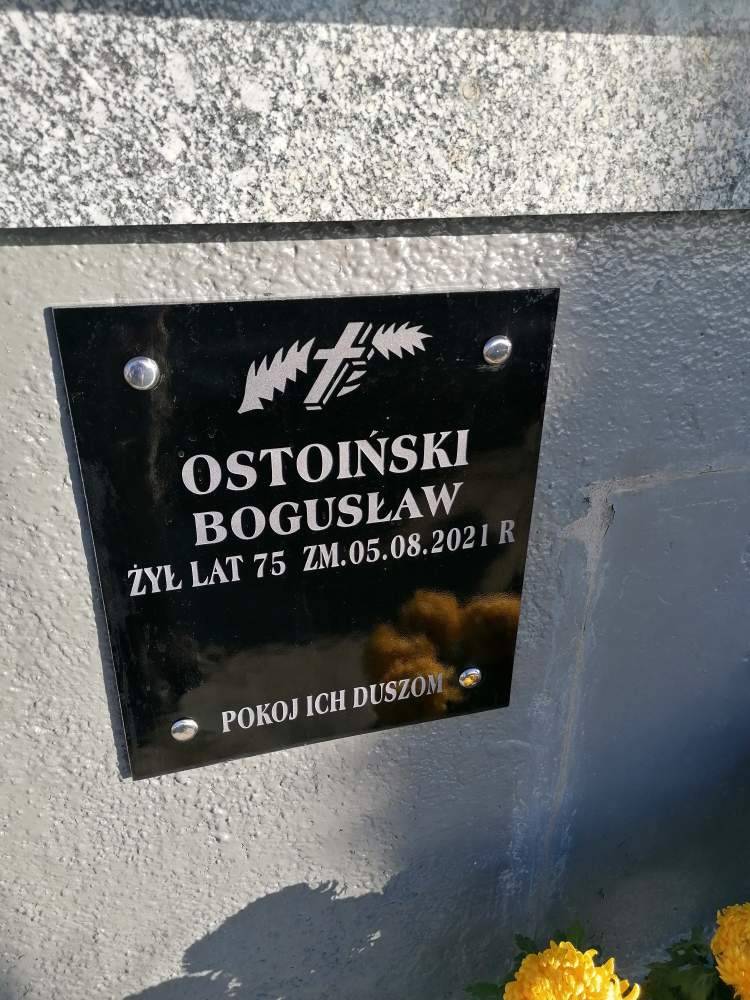 OSTOIŃSKI
BOGUSŁAW
ŻYŁ LAT 75 ZM.05.08.2021 R
POKOJ ICH DUSZOM